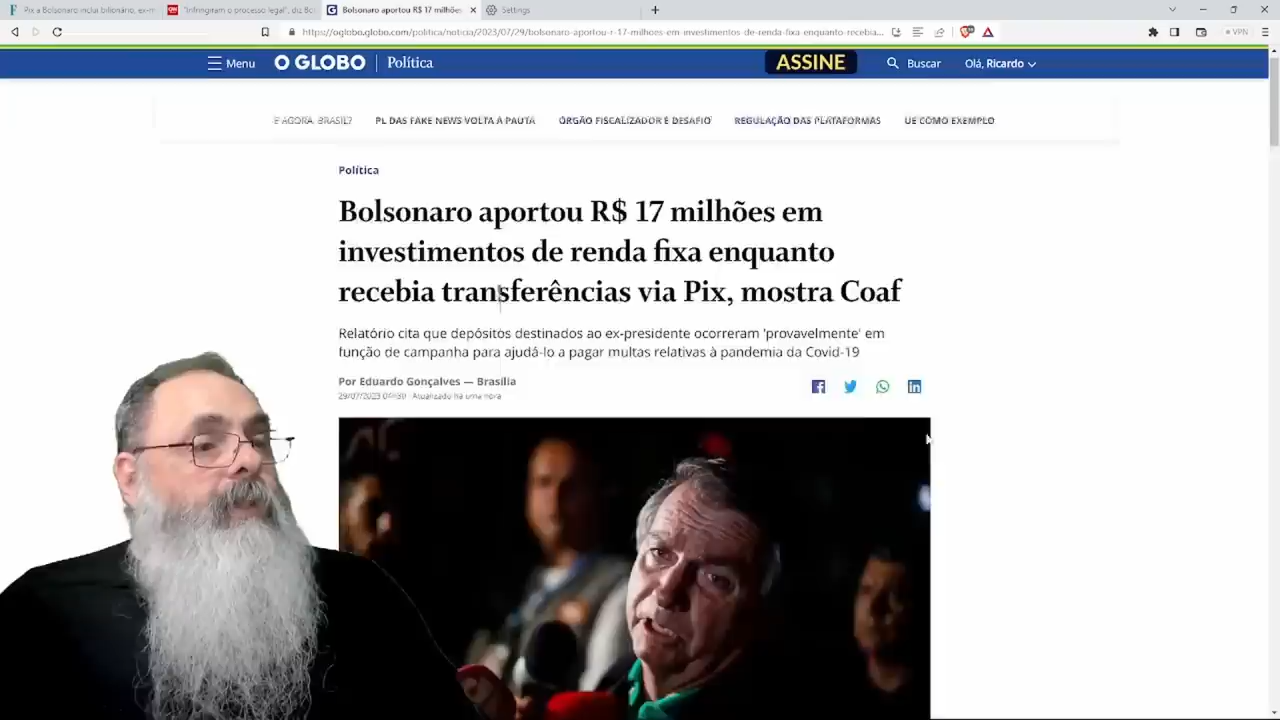 Pix a Bolsonaro inclui bilionário, ex-m
"Infringiram o processo legal", diz Bol
Bolsonaro aportou R$ 17 milhões
Settings
https://oglobo.globo.com/politica/noticia/2023/07/29/bolsonaro-aportou-r-17-milhoes-em-investimentos-de-renda-fixa-enquanto-receb­ia...
VPN
Menu
O GLOBO
Política
ASSINE
Buscar
Olá, Ricardo
E AGORA, BRASIL?
PL DAS FAKE NEWS VOLTA À PAUTA
ÓRGÃO FISCALIZADOR É DESAFIO
REGULAÇÃO DAS PLATAFORMAS
UE COMO EXEMPLO
Política
Bolsonaro aportou R$ 17 milhões em
investimentos de renda fixa enquanto
recebia transferências via Pix, mostra Coaf
Relatório cita que depósitos destinados ao ex-presidente ocorreram 'provavelmente' em
função de campanha para ajudá-lo a pagar multas relativas à pandemia da Covid-19
Por Eduardo Gonçalves — Brasília
29/07/2023 Atualizado há uma hora